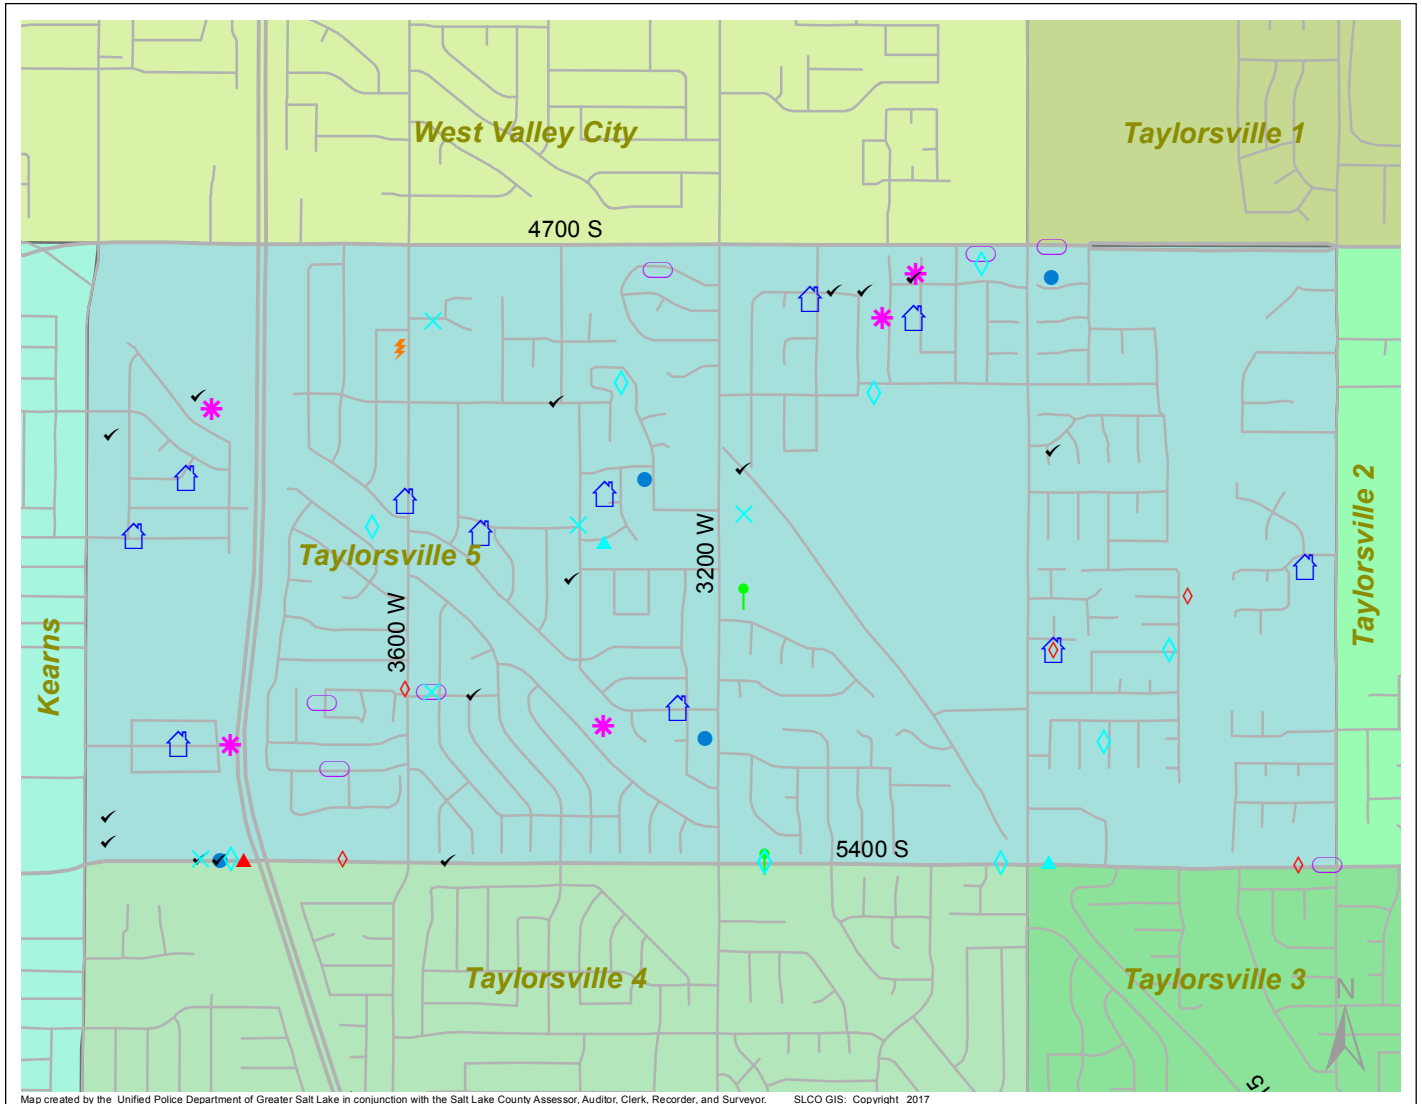 West Valley City
Taylorsville 1
4700 S
Taylorsville 2
3200 W
Taylorsville 5
3600 W
Kearns
5400 S
Taylorsville 4
Taylorsville 3
N
15
Map created by the Unified Police Department of Greater Salt Lake in conjunction with the Salt Lake County Assessor, Auditor, Clerk, Recorder, and Surveyor. SLCO GIS: Copyright 2017